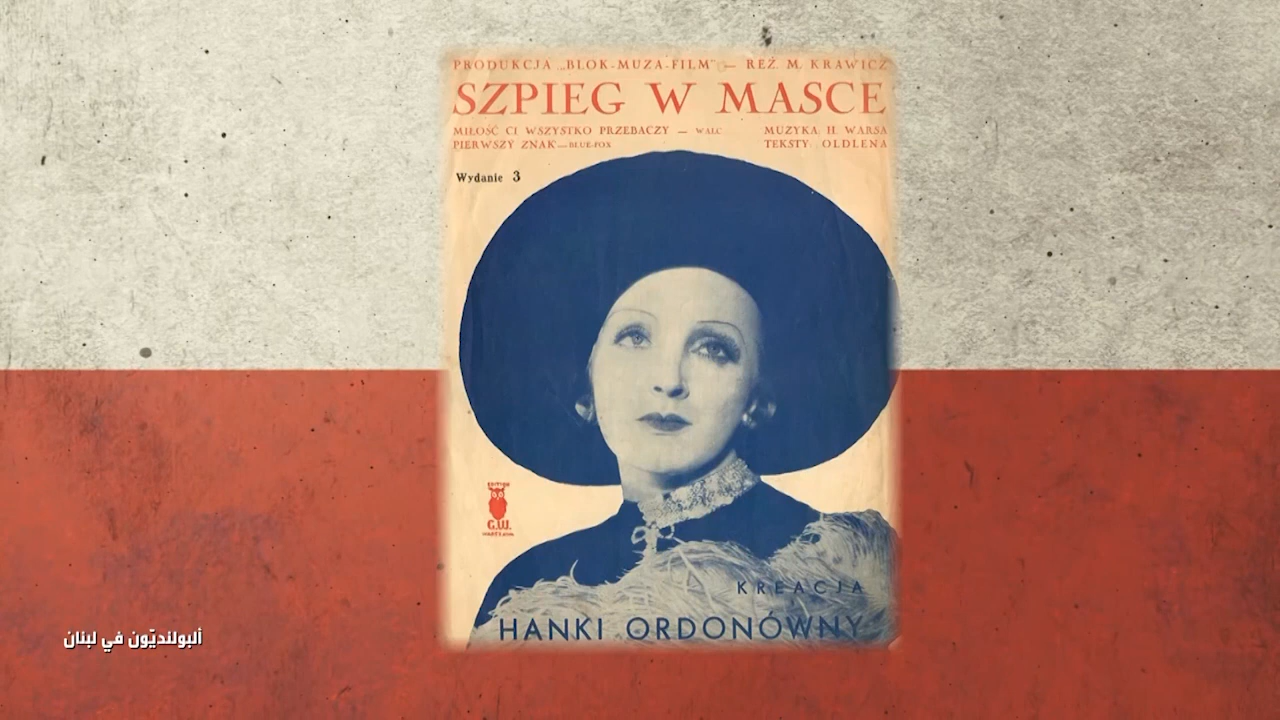 PRODUKCJA „BLOK-MUZA-FILM” — REŻ. M. KRAWICZ
SZPIEG W MASCE
MIŁOŚĆ CI WSZYSTKO PRZEBACZY — WALC
PIERWSZY ZNAK — BLUE-FOX
MUZYKA: H. WARSA
TEKSTY: OLDLENA
Wydanie 3
EDITION
G.W.
KREACJA
HANKI ORDONÓWNY
ألبولنديّون في لبنان